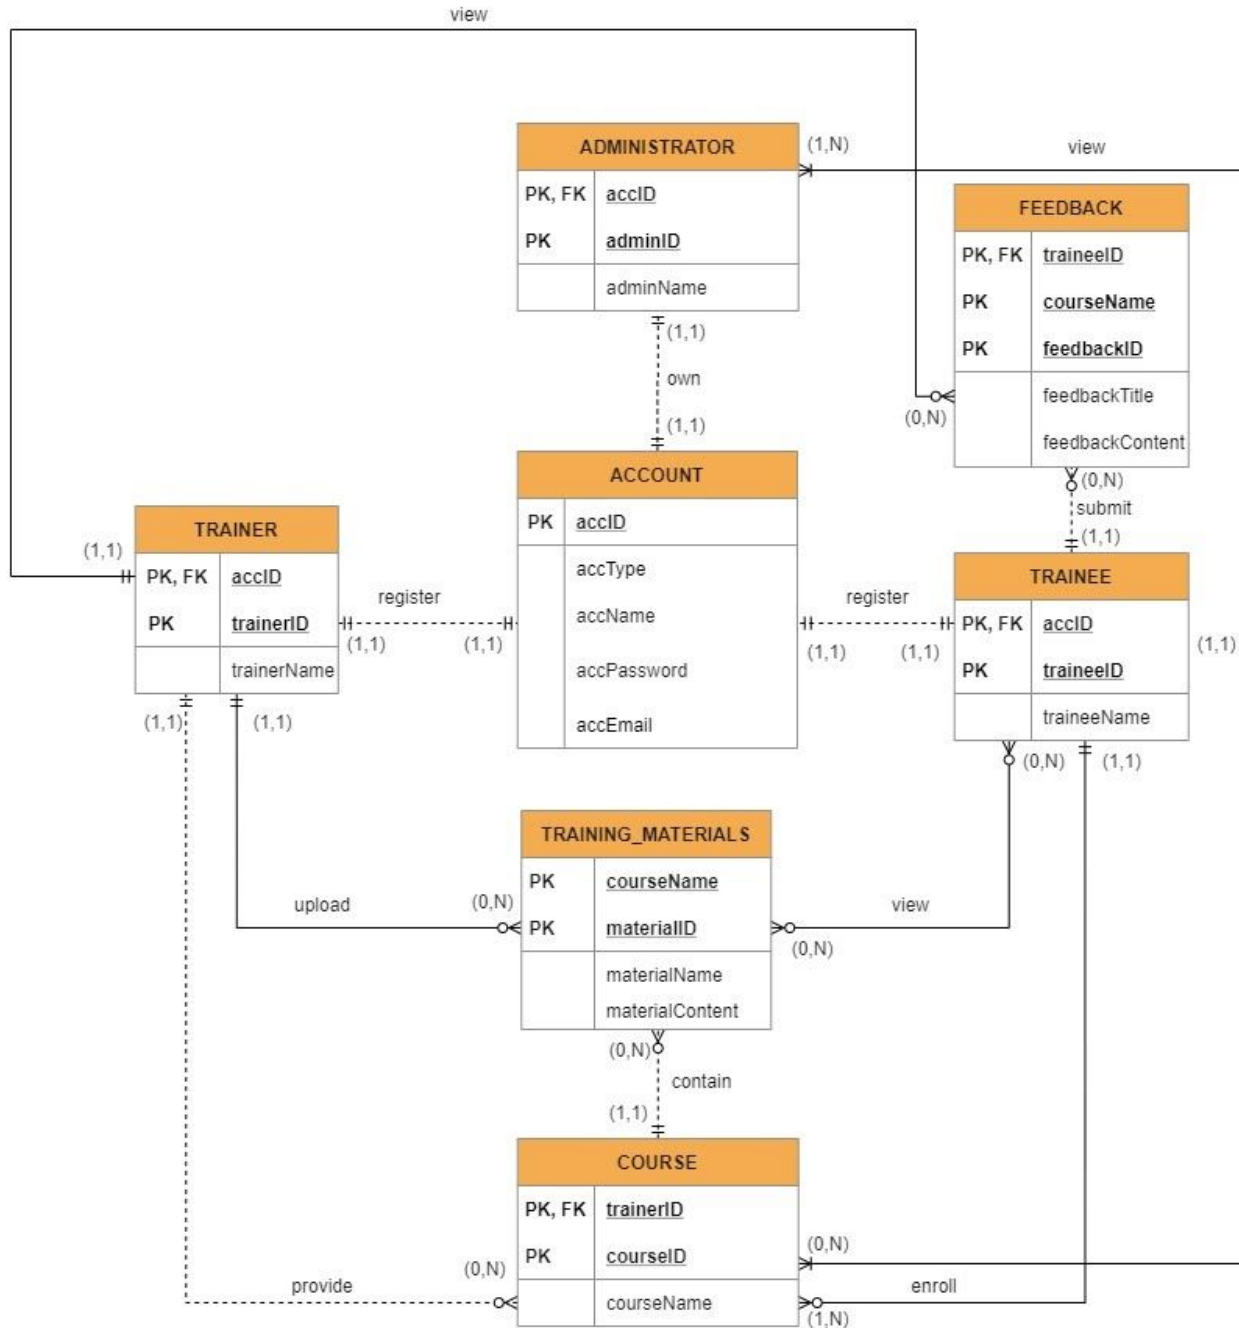 view
ADMINISTRATOR
PK, FK accID
PK adminID
adminName
(1,N)
view
FEEDBACK
PK, FK traineeID
PK courseName
PK feedbackID
feedbackTitle
feedbackContent
(0,N)
(1,1)
own
(1,1)
(0,N)
submit
(1,1)
ACCOUNT
PK accID
accType
accName
accPassword
accEmail
TRAINER
PK, FK accID
PK trainerID
trainerName
(1,1)
register
(1,1)
(1,1)
register
(1,1)
(1,1)
TRAINEE
PK, FK accID
PK traineeID
traineeName
(1,1)
(1,1)
(1,1)
(0,N)
(1,1)
TRAINING_MATERIALS
PK courseName
PK materialID
materialName
materialContent
upload
(0,N)
view
(0,N)
(0,N)
contain
(1,1)
COURSE
PK, FK trainerID
PK courseID
courseName
(0,N)
provide
(0,N)
enroll
(1,N)